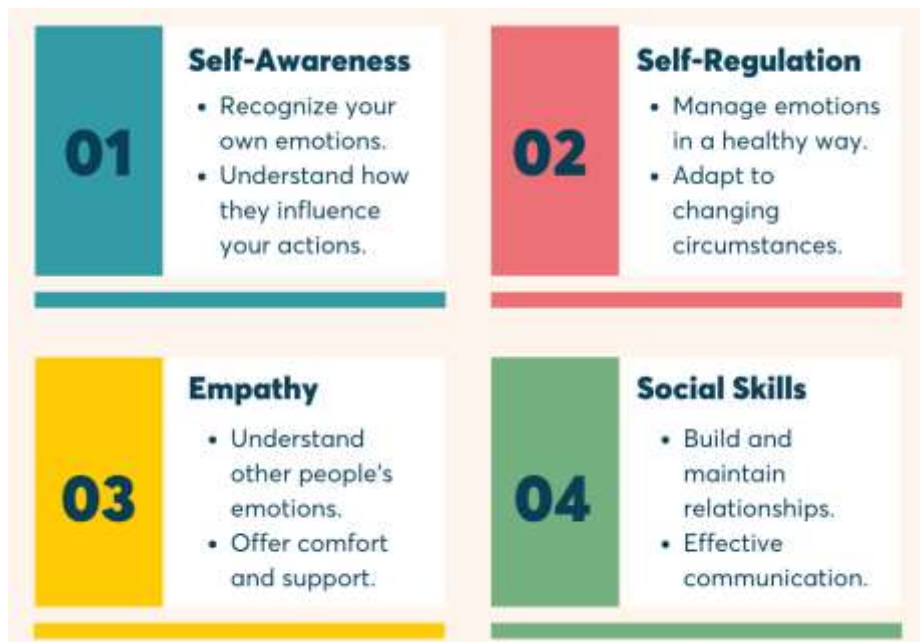 01
Self-Awareness
• Recognize your
own emotions.
• Understand how
they influence
your actions.
02
Self-Regulation
• Manage emotions
in a healthy way.
• Adapt to
changing
circumstances.
03
Empathy
• Understand
other people's
emotions.
• Offer comfort
and support.
04
Social Skills
• Build and
maintain
relationships.
• Effective
communication.